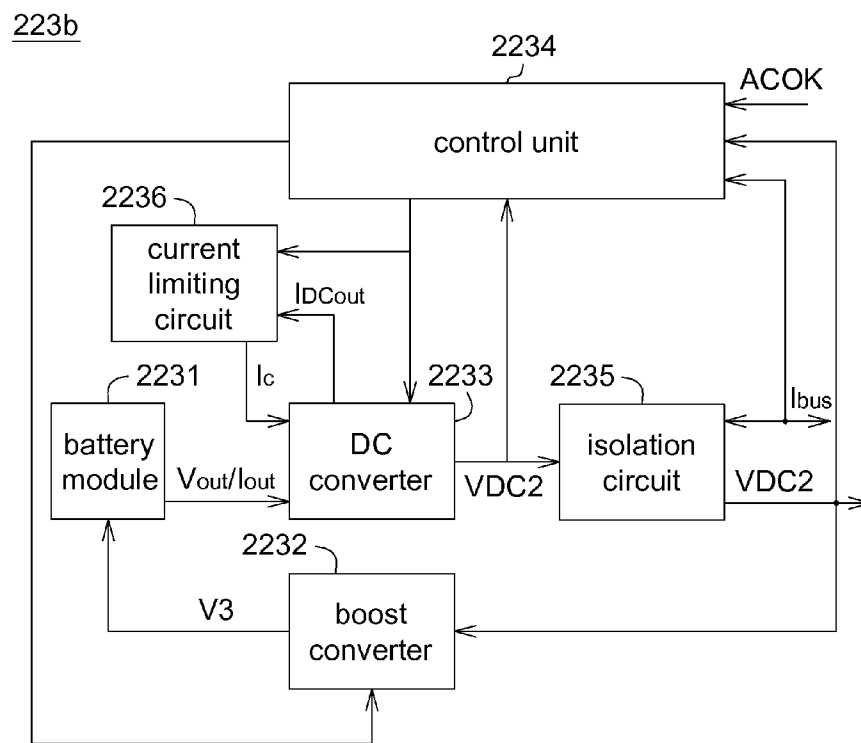 223b
2234
ACOK
control unit
2236
current
limiting
circuit
IDCout
Ic
2231
2233
2235
Ibus
battery
module
Vout/Iout
DC
converter
VDC2
isolation
circuit
VDC2
2232
V3
boost
converter